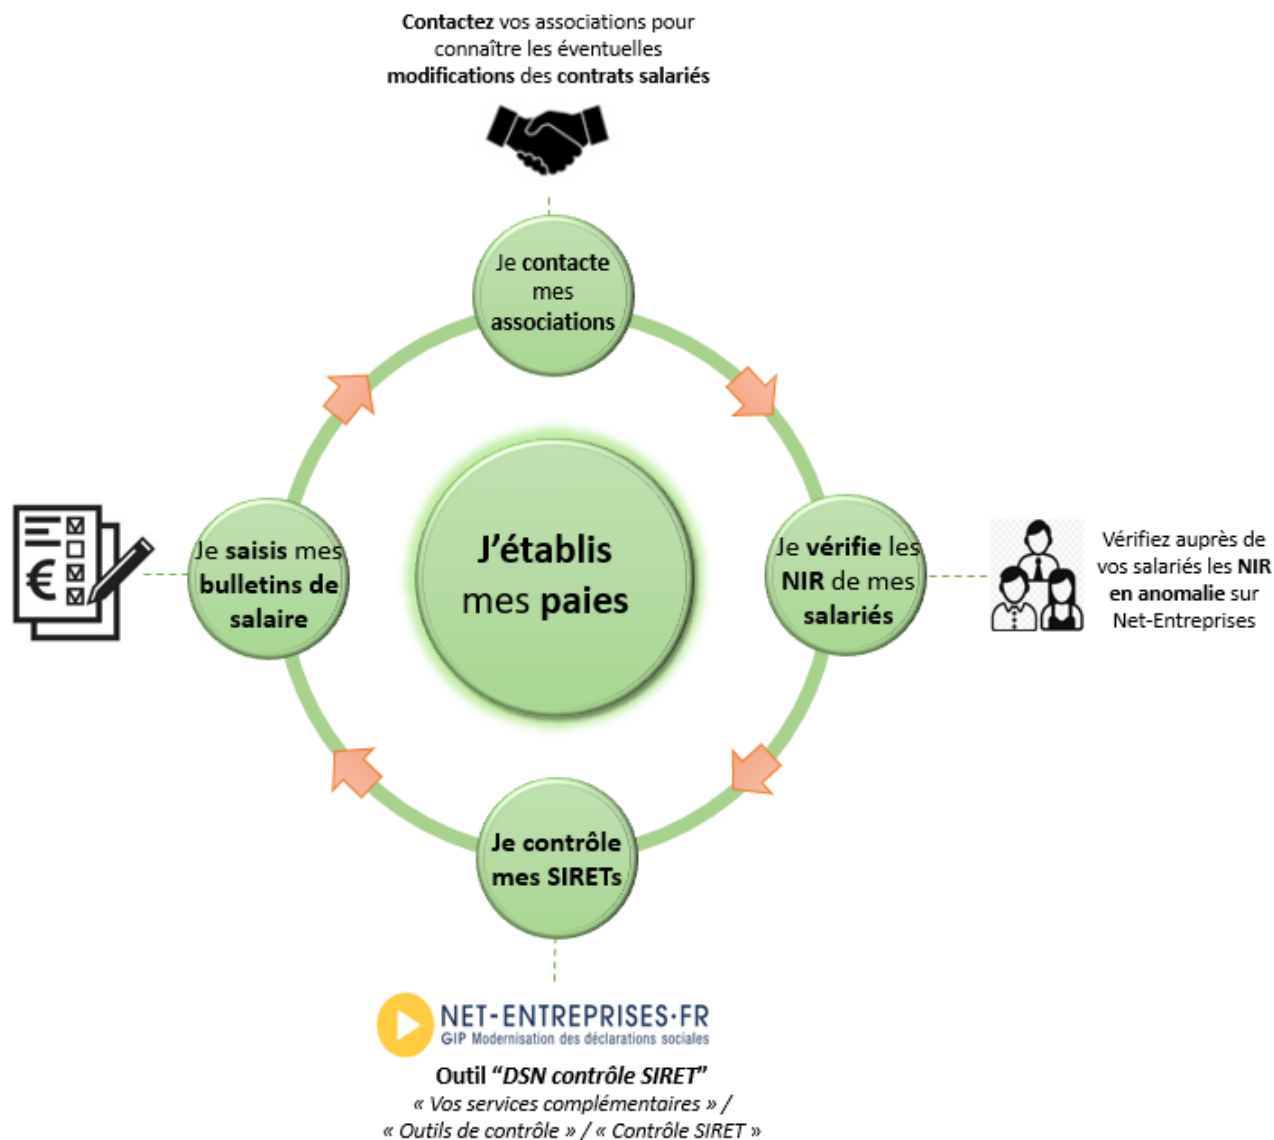 Contactez vos associations pour
connaître les éventuelles
modifications des contrats salariés
Je contacte
mes
associations
Je saisis mes
bulletins de
salaire
J'établis
mes paies
Je vérifie les
NIR de mes
salariés
Vérifiez auprès de
vos salariés les NIR
en anomalie sur
Net-Entreprises
€
Je contrôle
mes SIRETs
NET-ENTREPRISES·FR
GIP Modernisation des déclarations sociales
Outil “DSN contrôle SIRET”
« Vos services complémentaires » /
« Outils de contrôle » / « Contrôle SIRET »